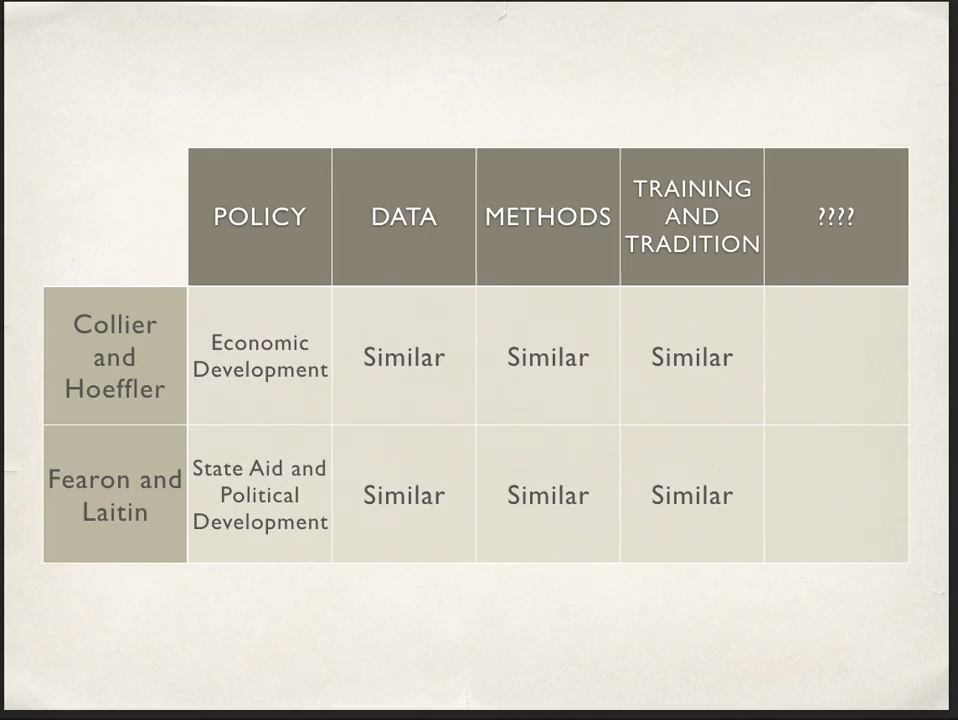 POLICY
DATA
METHODS
TRAINING
AND
TRADITION
????
Collier
and
Hoeffler
Economic
Development
Similar
Similar
Similar
Fearon and
Laitin
State Aid and
Political
Development
Similar
Similar
Similar